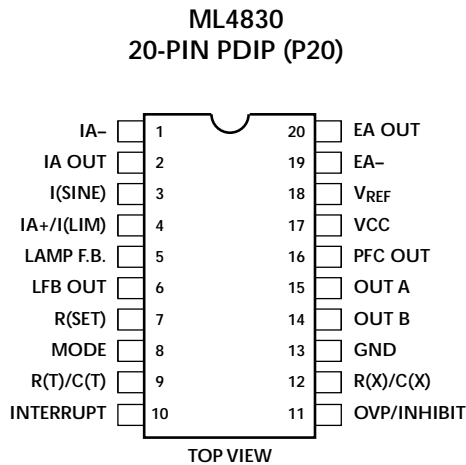 ML4830
20-PIN PDIP (P20)
IA– 1 20 EA OUT
IA OUT 2 19 EA–
I(SINE) 3 18 VREF
IA+/I(LIM) 4 17 VCC
LAMP F.B. 5 16 PFC OUT
LFB OUT 6 15 OUT A
R(SET) 7 14 OUT B
MODE 8 13 GND
R(T)/C(T) 9 12 R(X)/C(X)
INTERRUPT 10 11 OVP/INHIBIT
TOP VIEW